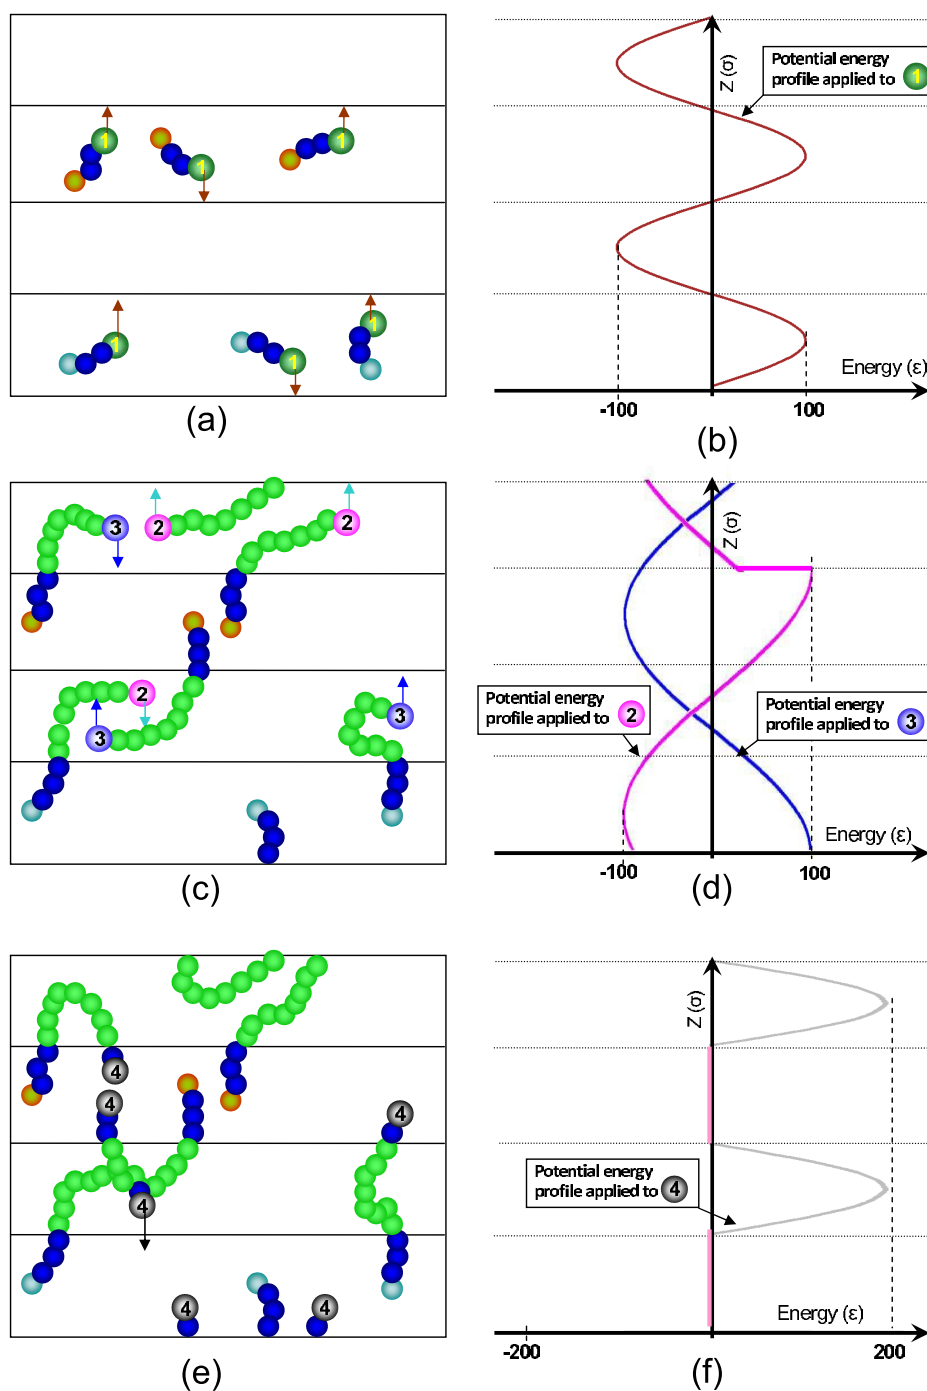 1
1
1
1
1
1
(a)
Z (σ)
Potential energy
profile applied to 1
Energy (ε)
-100
100
(b)
3
2
2
2
3
3
(c)
Z (σ)
Potential energy
profile applied to 2
Potential energy
profile applied to 3
Energy (ε)
-100
100
(d)
4
4
4
4
4
4
(e)
Z (σ)
Potential energy
profile applied to 4
Energy (ε)
-200
200
(f)